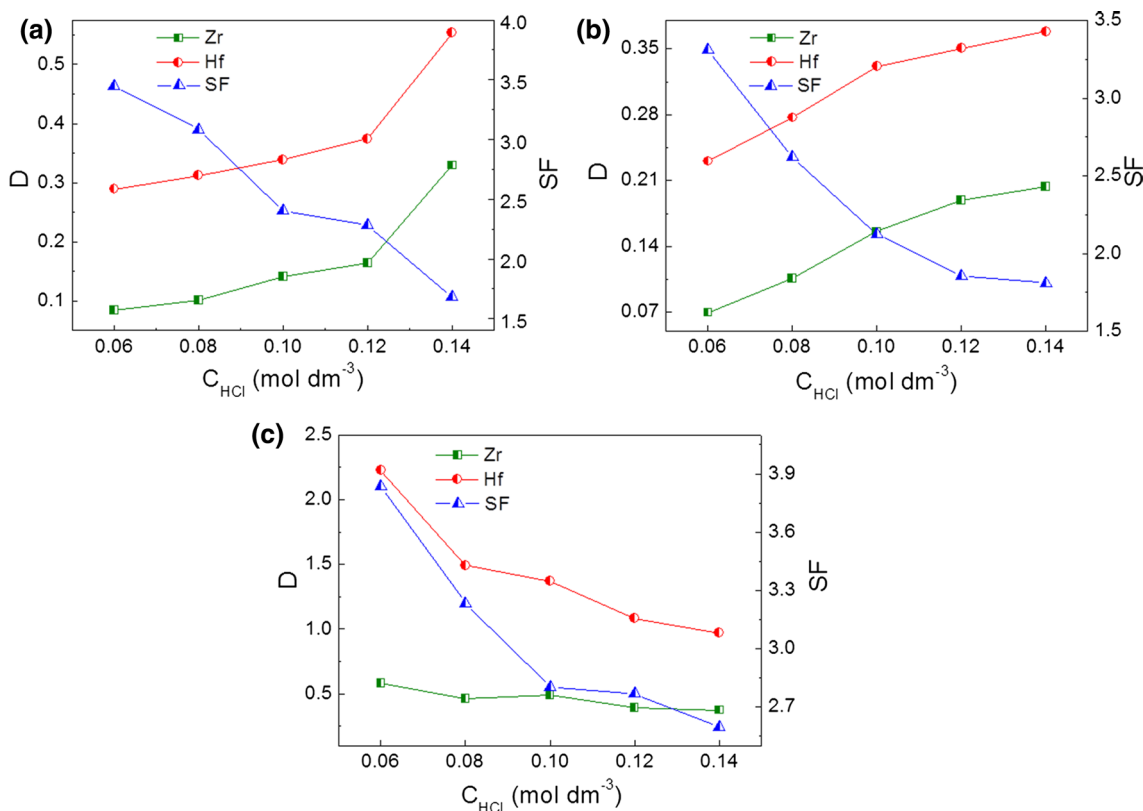 (a)
Zr
Hf
SF
0.5
0.4
0.3
0.2
0.1
D
4.0
3.5
3.0
2.5
2.0
1.5
SF
0.06 0.08 0.10 0.12 0.14
C_HCl (mol dm⁻³)
(b)
Zr
Hf
SF
0.35
0.28
0.21
0.14
0.07
D
3.5
3.0
2.5
2.0
1.5
SF
0.06 0.08 0.10 0.12 0.14
C_HCl (mol dm⁻³)
(c)
Zr
Hf
SF
2.5
2.0
1.5
1.0
0.5
D
3.9
3.6
3.3
3.0
2.7
SF
0.06 0.08 0.10 0.12 0.14
C_HCl (mol dm⁻³)